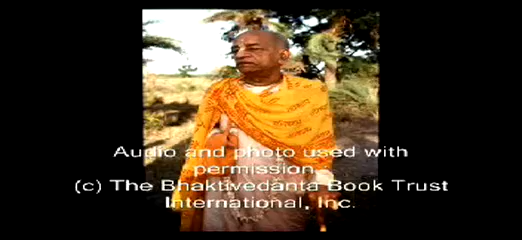 Audio and photo used with
permission.
(c) The Bhaktivedanta Book Trust
International, Inc.